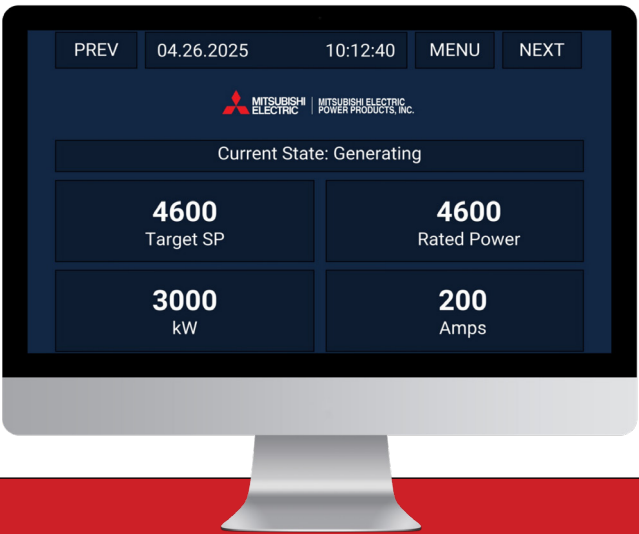 PREV 04.26.2025 10:12:40 MENU NEXT
MITSUBISHI ELECTRIC
MITSUBISHI ELECTRIC POWER PRODUCTS, INC.
Current State: Generating
4600 4600
Target SP Rated Power
3000 200
kW Amps